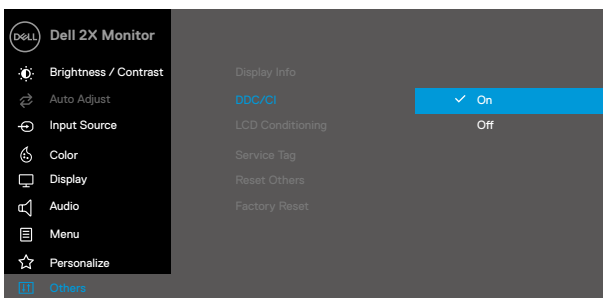 DELL
Dell 2X Monitor
Brightness / Contrast
Auto Adjust
Input Source
Color
Display
Audio
Menu
Personalize
Others
Display Info
DDC/CI
LCD Conditioning
Service Tag
Reset Others
Factory Reset
On
Off